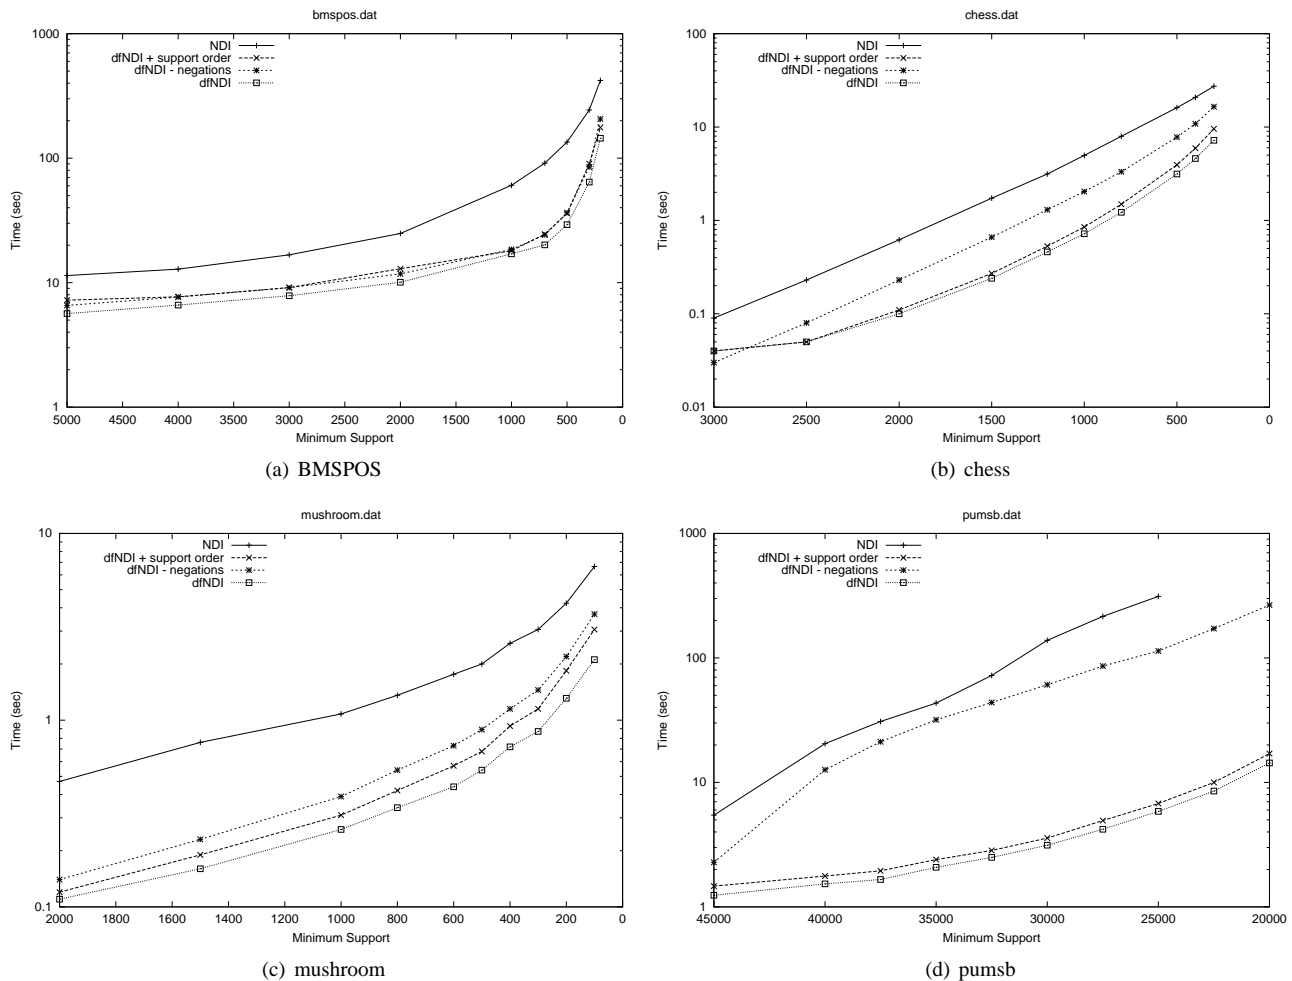 bmspos.dat
NDI
dfNDI + support order
dfNDI - negations
dfNDI
Time (sec)
1000
100
10
1
5000 4500 4000 3500 3000 2500 2000 1500 1000 500 0
Minimum Support
(a) BMSPOS
chess.dat
NDI
dfNDI + support order
dfNDI - negations
dfNDI
Time (sec)
100
10
1
0.1
0.01
3000 2500 2000 1500 1000 500 0
Minimum Support
(b) chess
mushroom.dat
NDI
dfNDI + support order
dfNDI - negations
dfNDI
Time (sec)
10
1
0.1
2000 1800 1600 1400 1200 1000 800 600 400 200 0
Minimum Support
(c) mushroom
pumsb.dat
NDI
dfNDI + support order
dfNDI - negations
dfNDI
Time (sec)
1000
100
10
1
45000 40000 35000 30000 25000 20000
Minimum Support
(d) pumsb